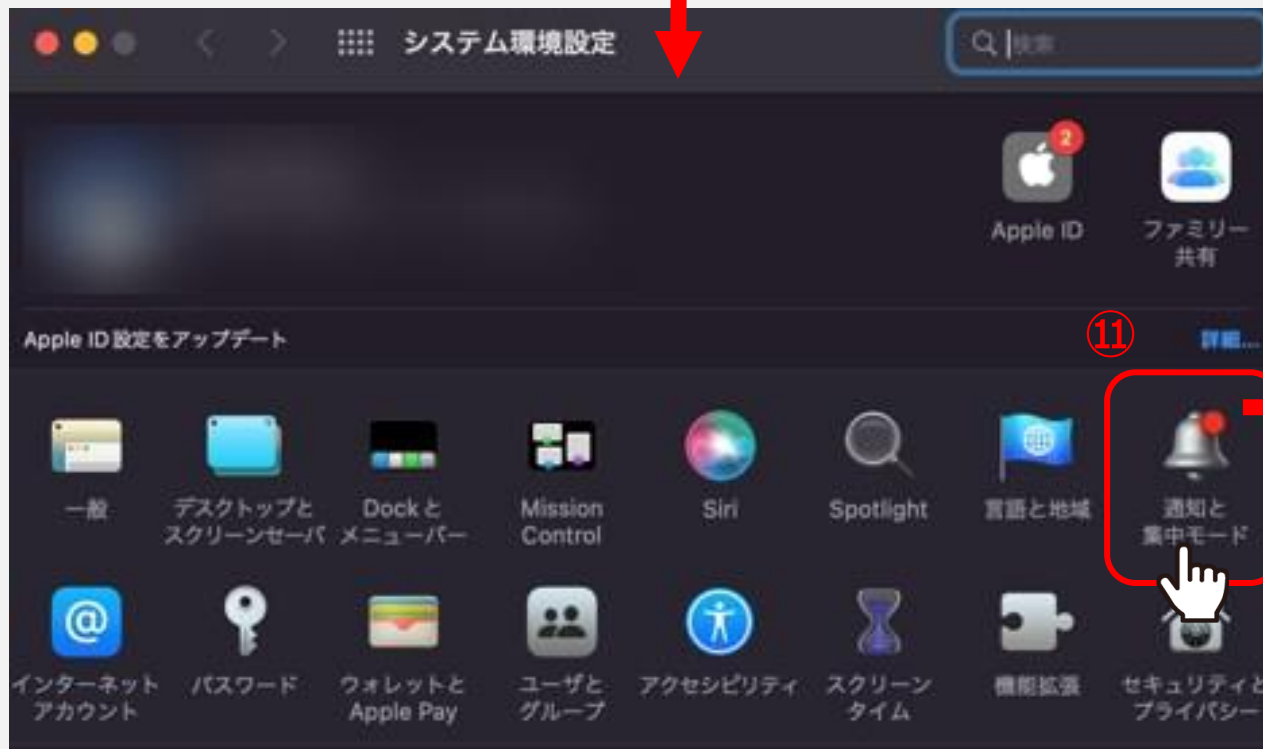 システム環境設定
検索
2
Apple ID
ファミリー
共有
Apple ID 設定をアップデート
⑪
詳細...
一般
デスクトップと
スクリーンセーバ
Dockと
メニューバー
Mission
Control
Siri
Spotlight
言語と地域
通知と
集中モード
@
インターネット
アカウント
パスワード
ウォレットと
Apple Pay
ユーザと
グループ
アクセシビリティ
スクリーン
タイム
機能拡張
セキュリティと
プライバシー